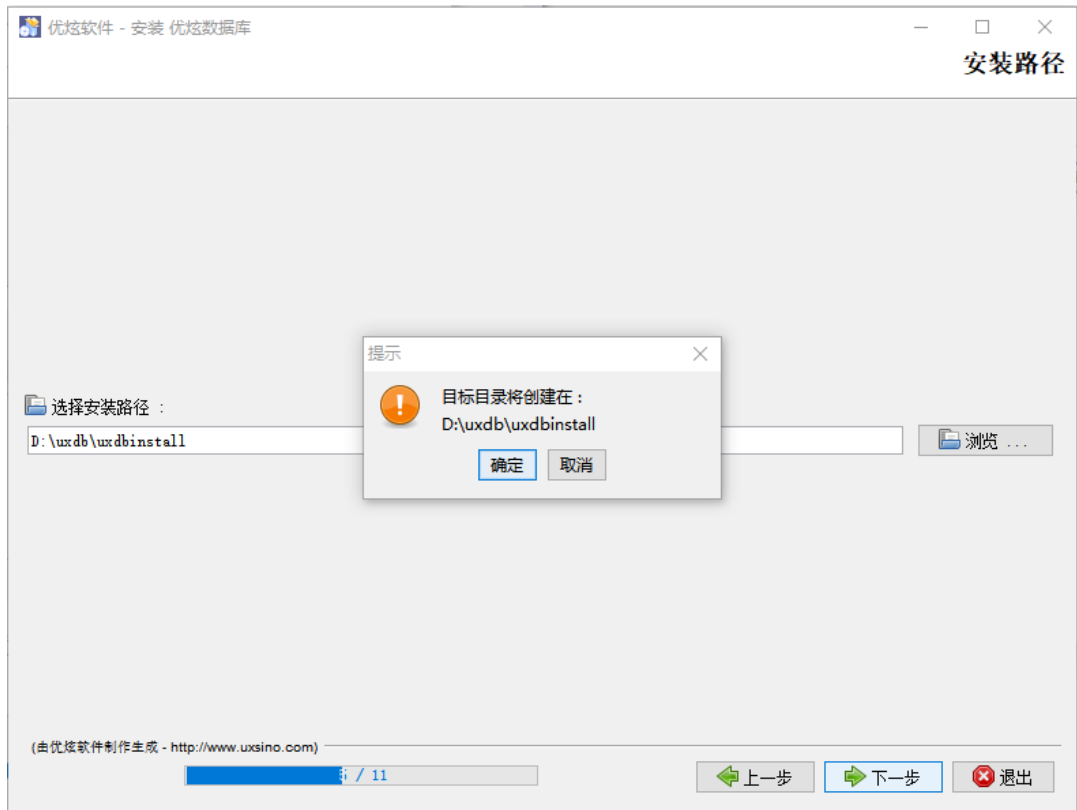 优炫软件 - 安装 优炫数据库
安装路径
提示
目标目录将创建在：
D:\uxdb\uxdbinstall
确定 取消
选择安装路径 ：
D:\uxdb\uxdbinstall
浏览 ...
(由优炫软件制作生成 - http://www.uxsino.com)
/ 11
上一步 下一步 退出